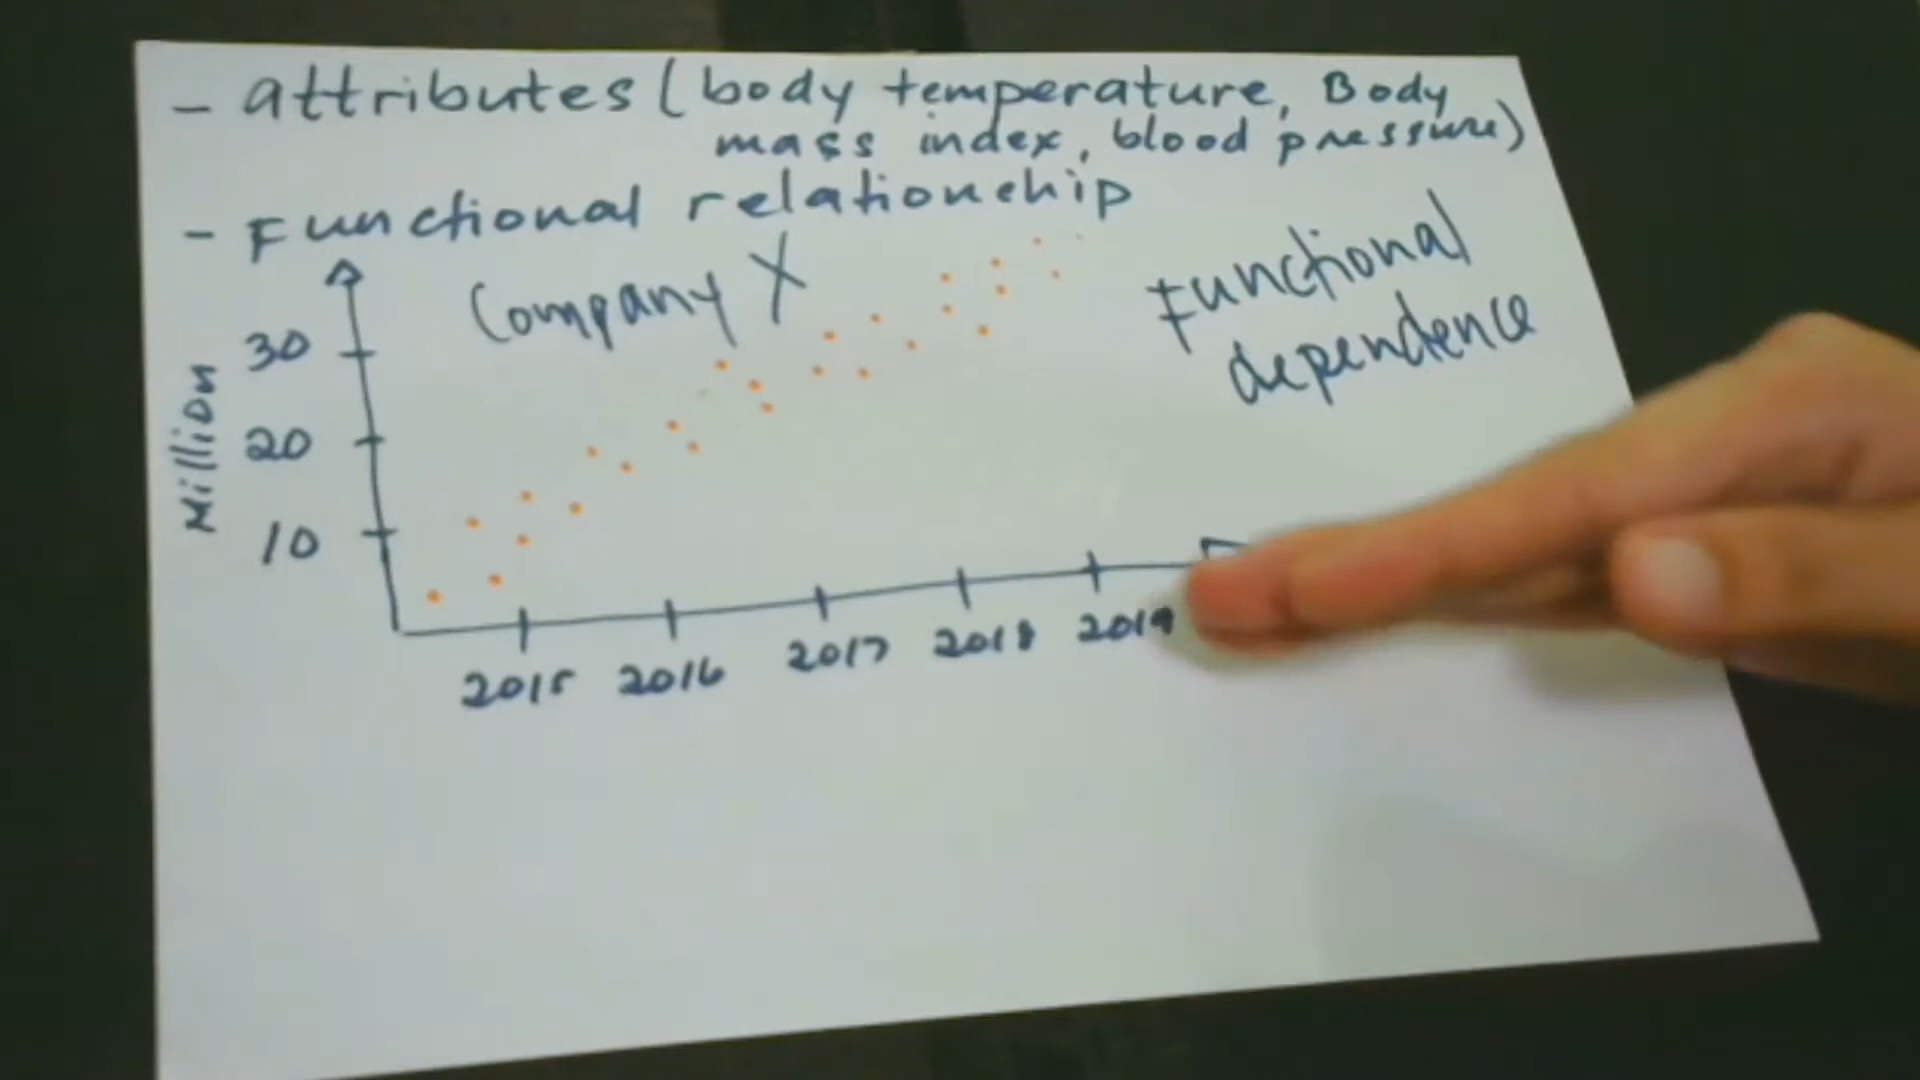 - attributes (body temperature, Body
mass index, blood pressure)
- Functional relationship
Company X
Functional
dependence
Million
30
20
10
2015 2016 2017 2018 2019